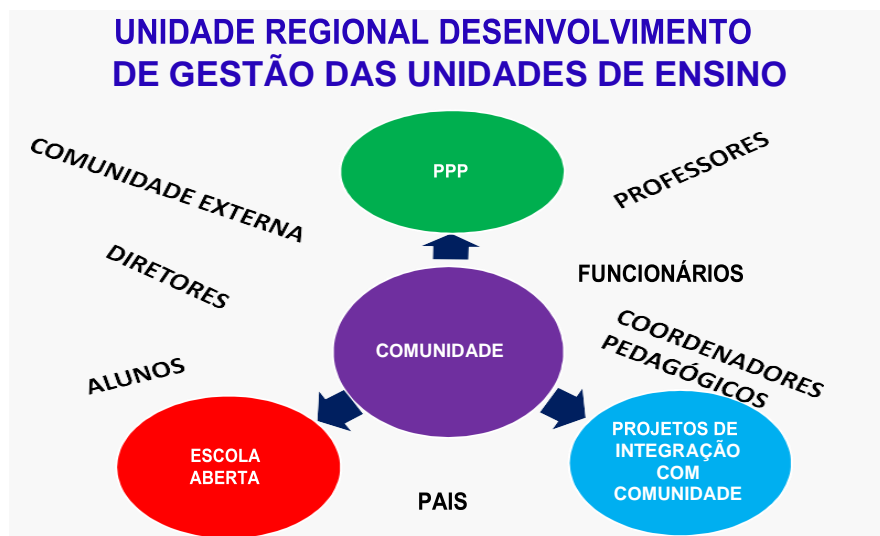 UNIDADE REGIONAL DESENVOLVIMENTO
DE GESTÃO DAS UNIDADES DE ENSINO
COMUNIDADE EXTERNA
PPP
PROFESSORES
DIRETORES
FUNCIONÁRIOS
COMUNIDADE
COORDENADORES
PEDAGÓGICOS
ALUNOS
ESCOLA
ABERTA
PROJETOS DE
INTEGRAÇÃO
COM
COMUNIDADE
PAIS